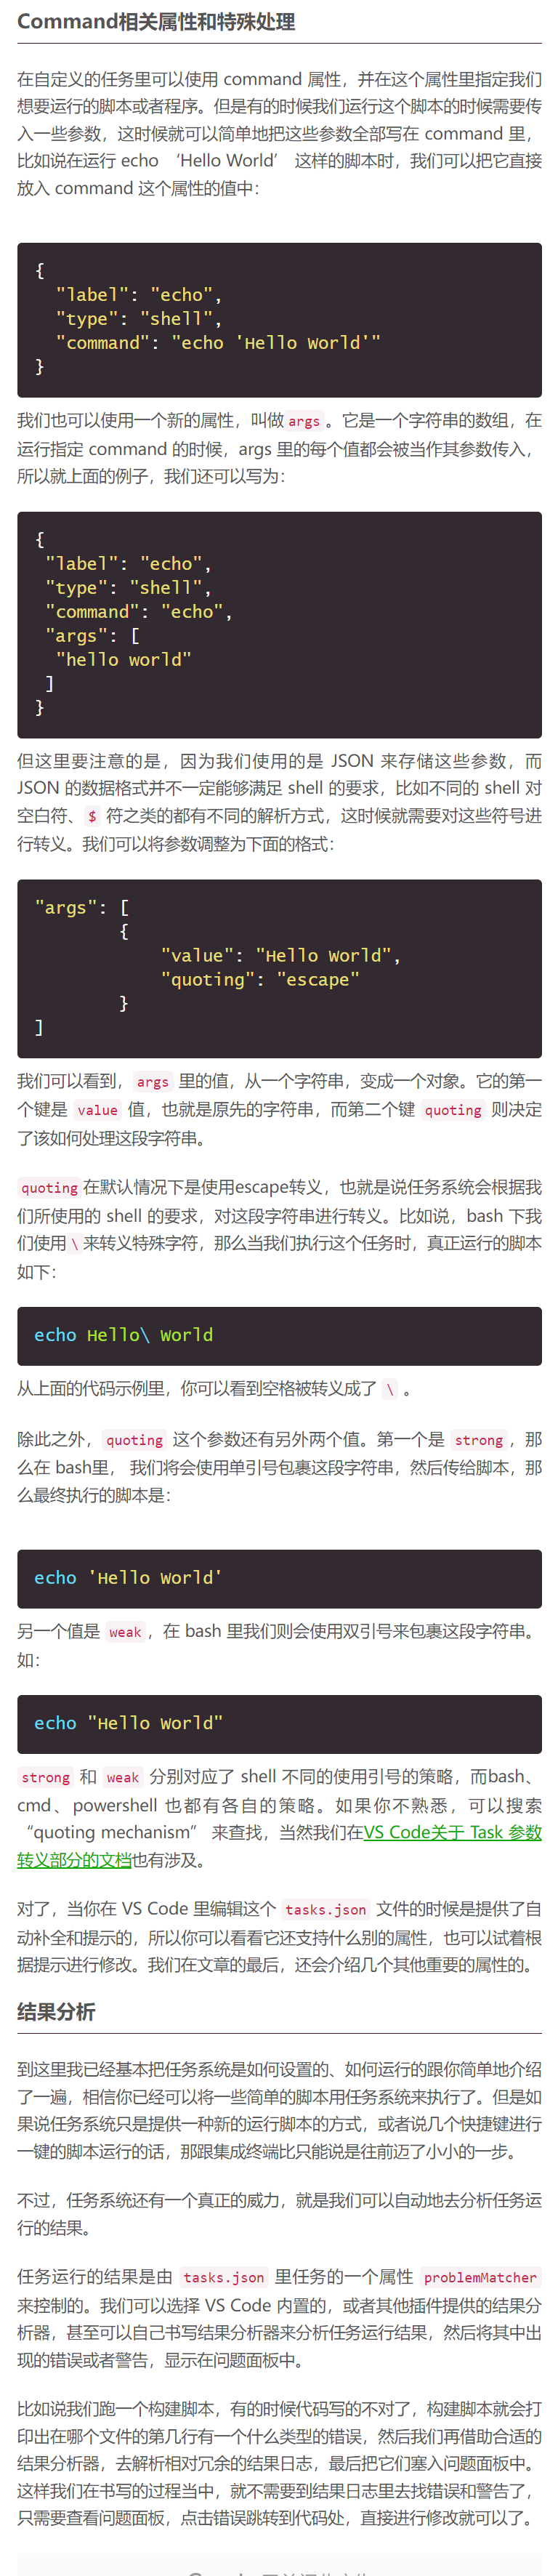 Command相关属性和特殊处理
在自定义的任务里可以使用 command 属性，并在这个属性里指定我们
想要运行的脚本或者程序。但是有的时候我们运行这个脚本的时候需要传
入一些参数，这时候就可以简单地把这些参数全部写在 command 里，
比如说在运行 echo ‘Hello World’ 这样的脚本时，我们可以把它直接
放入 command 这个属性的值中：
{
  "label": "echo",
  "type": "shell",
  "command": "echo 'Hello World'"
}
我们也可以使用一个新的属性，叫做 args 。它是一个字符串的数组，在
运行指定 command 的时候，args 里的每个值都会被当作其参数传入，
所以就上面的例子，我们还可以写为：
{
 "label": "echo",
 "type": "shell",
 "command": "echo",
 "args": [
  "hello world"
 ]
}
但这里要注意的是，因为我们使用的是 JSON 来存储这些参数，而
JSON 的数据格式并不一定能够满足 shell 的要求，比如不同的 shell 对
空白符、 $ 符之类的都有不同的解析方式，这时候就需要对这些符号进
行转义。我们可以将参数调整为下面的格式：
"args": [
        {
            "value": "Hello World",
            "quoting": "escape"
        }
]
我们可以看到， args 里的值，从一个字符串，变成一个对象。它的第一
个键是 value 值，也就是原先的字符串，而第二个键 quoting 则决定
了该如何处理这段字符串。
quoting 在默认情况下是使用escape转义，也就是说任务系统会根据我
们所使用的 shell 的要求，对这段字符串进行转义。比如说，bash 下我
们使用 \ 来转义特殊字符，那么当我们执行这个任务时，真正运行的脚本
如下：
echo Hello\ World
从上面的代码示例里，你可以看到空格被转义成了 \ 。
除此之外， quoting 这个参数还有另外两个值。第一个是 strong ，那
么在 bash里， 我们将会使用单引号包裹这段字符串，然后传给脚本，那
么最终执行的脚本是：
echo 'Hello World'
另一个值是 weak ，在 bash 里我们则会使用双引号来包裹这段字符串。
如：
echo "Hello World"
strong 和 weak 分别对应了 shell 不同的使用引号的策略，而bash、
cmd、powershell 也都有各自的策略。如果你不熟悉，可以搜索
“quoting mechanism” 来查找，当然我们在VS Code关于 Task 参数
转义部分的文档也有涉及。
对了，当你在 VS Code 里编辑这个 tasks.json 文件的时候是提供了自
动补全和提示的，所以你可以看看它还支持什么别的属性，也可以试着根
据提示进行修改。我们在文章的最后，还会介绍几个其他重要的属性的。
结果分析
到这里我已经基本把任务系统是如何设置的、如何运行的跟你简单地介绍
了一遍，相信你已经可以将一些简单的脚本用任务系统来执行了。但是如
果说任务系统只是提供一种新的运行脚本的方式，或者说几个快捷键进行
一键的脚本运行的话，那跟集成终端比只能说是往前迈了小小的一步。
不过，任务系统还有一个真正的威力，就是我们可以自动地去分析任务运
行的结果。
任务运行的结果是由 tasks.json 里任务的一个属性 problemMatcher
来控制的。我们可以选择 VS Code 内置的，或者其他插件提供的结果分
析器，甚至可以自己书写结果分析器来分析任务运行结果，然后将其中出
现的错误或者警告，显示在问题面板中。
比如说我们跑一个构建脚本，有的时候代码写的不对了，构建脚本就会打
印出在哪个文件的第几行有一个什么类型的错误，然后我们再借助合适的
结果分析器，去解析相对冗余的结果日志，最后把它们塞入问题面板中。
这样我们在书写的过程当中，就不需要到结果日志里去找错误和警告了，
只需要查看问题面板，点击错误跳转到代码处，直接进行修改就可以了。